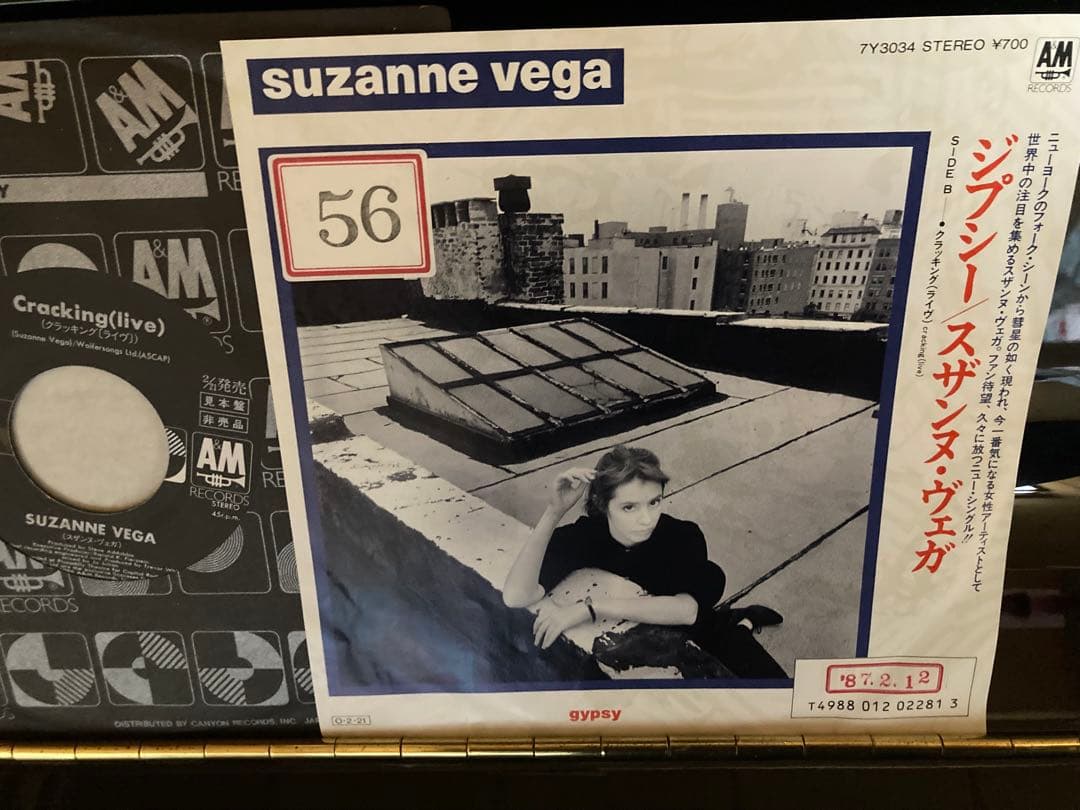 suzanne vega
7Y3034 STEREO ¥700
A&M
RECORDS
56
ニューヨークのフォーク・シーンから彗星の如く現われ、今一番気になる女性アーティストとして
世界中の注目を集めるスザンヌ・ヴェガ。ファン待望、久々に放つニュー・シングル!!
ジプシー/スザンヌ・ヴェガ
SIDE B—●クラッキング(ライヴ) cracking(live)
gypsy
'87.2.12
T4988 012 02281 3
O-2-21
A&M
A&M
Cracking(live)
(クラッキング[ライヴ])
(Suzanne Vega)/Waifersongs Ltd.(ASCAP)
2/21発売
見本盤
非売品
A&M
RECORDS
STEREO
45r.p.m.
SUZANNE VEGA
(スザンヌ・ヴェガ)
RECORDS
DISTRIBUTED BY CANYON RECORDS, INC.